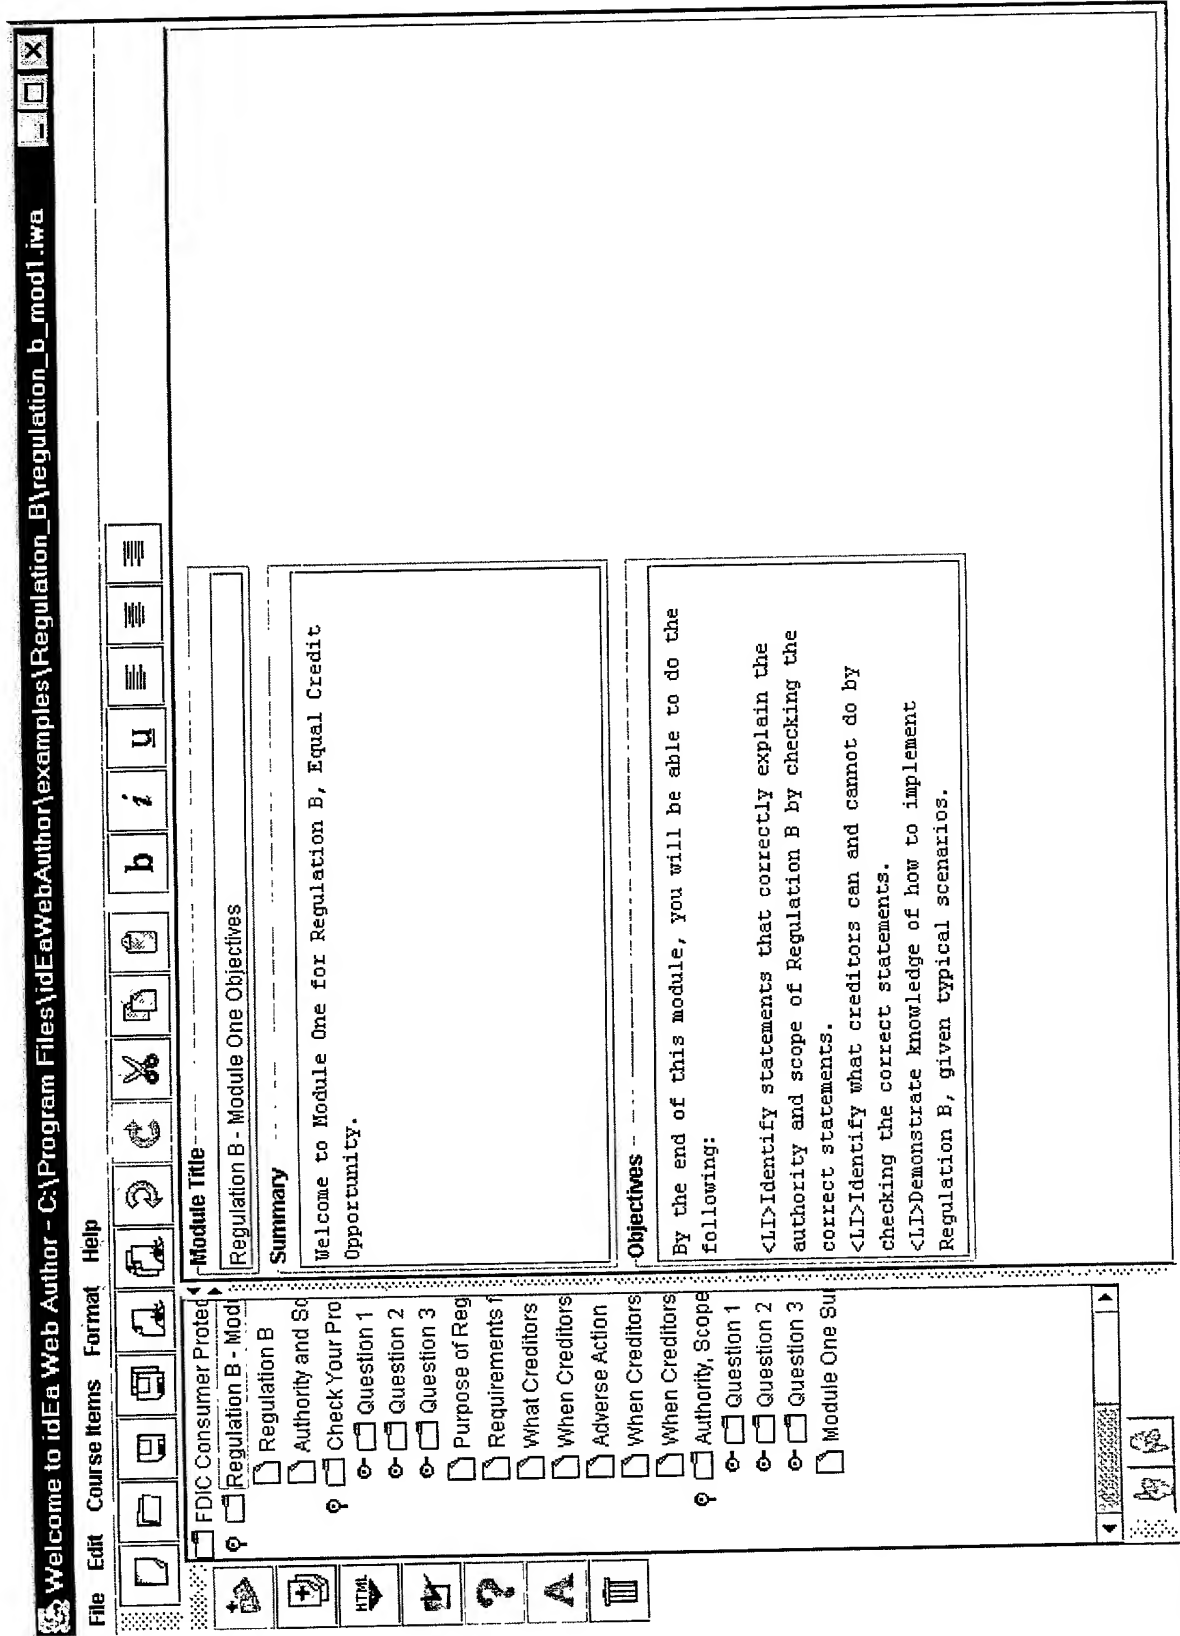 Welcome to idEa Web Author - C:\Program Files\idEaWebAuthor\examples\Regulation_B\regulation_b_mod1.iwa
File Edit Course Items Format Help
b i u
HTML
?
A
FDIC Consumer Protec
Regulation B - Modu
Regulation B
Authority and Sc
Check Your Pro
Question 1
Question 2
Question 3
Purpose of Reg
Requirements f
What Creditors
When Creditors
Adverse Action
When Creditors
When Creditors
Authority, Scope
Question 1
Question 2
Question 3
Module One Sum
Module Title
Regulation B - Module One Objectives
Summary
Welcome to Module One for Regulation B, Equal Credit
Opportunity.
Objectives
By the end of this module, you will be able to do the
following:
<LI>Identify statements that correctly explain the
authority and scope of Regulation B by checking the
correct statements.
<LI>Identify what creditors can and cannot do by
checking the correct statements.
<LI>Demonstrate knowledge of how to implement
Regulation B, given typical scenarios.